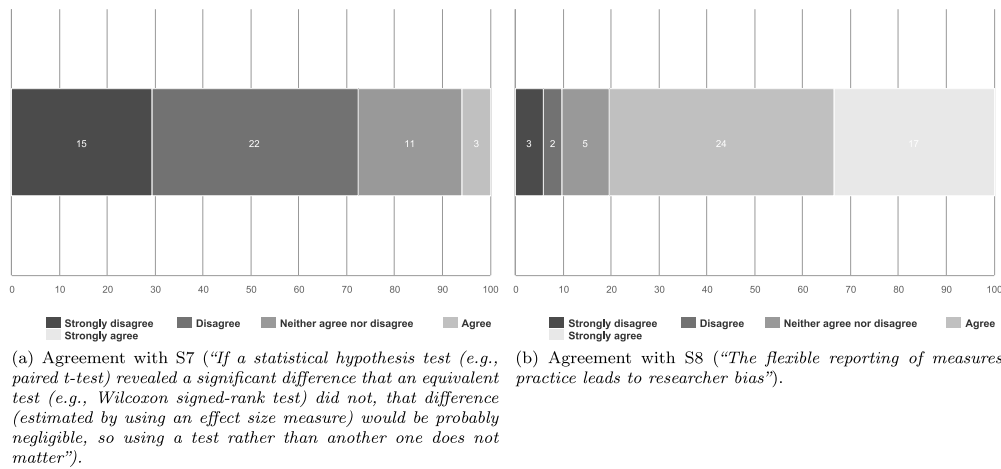 15 22 11 3
0 10 20 30 40 50 60 70 80 90 100
Strongly disagree Disagree Neither agree nor disagree Agree
Strongly agree
(a) Agreement with S7 (“If a statistical hypothesis test (e.g.,
paired t-test) revealed a significant difference that an equivalent
test (e.g., Wilcoxon signed-rank test) did not, that difference
(estimated by using an effect size measure) would be probably
negligible, so using a test rather than another one does not
matter”).
3 2 5 24 17
0 10 20 30 40 50 60 70 80 90 100
Strongly disagree Disagree Neither agree nor disagree Agree
Strongly agree
(b) Agreement with S8 (“The flexible reporting of measures
practice leads to researcher bias”).